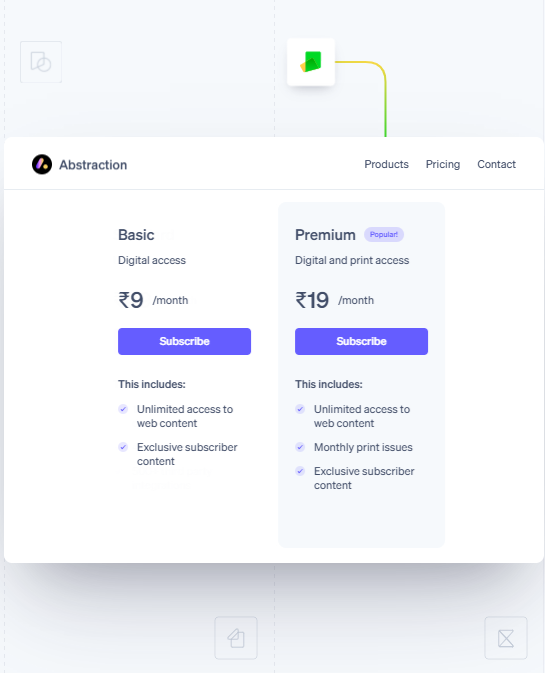 Abstraction
Products Pricing Contact
Basic
Digital access
₹9 /month
Subscribe
This includes:
Unlimited access to
web content
Exclusive subscriber
content
Premium Popular!
Digital and print access
₹19 /month
Subscribe
This includes:
Unlimited access to
web content
Monthly print issues
Exclusive subscriber
content